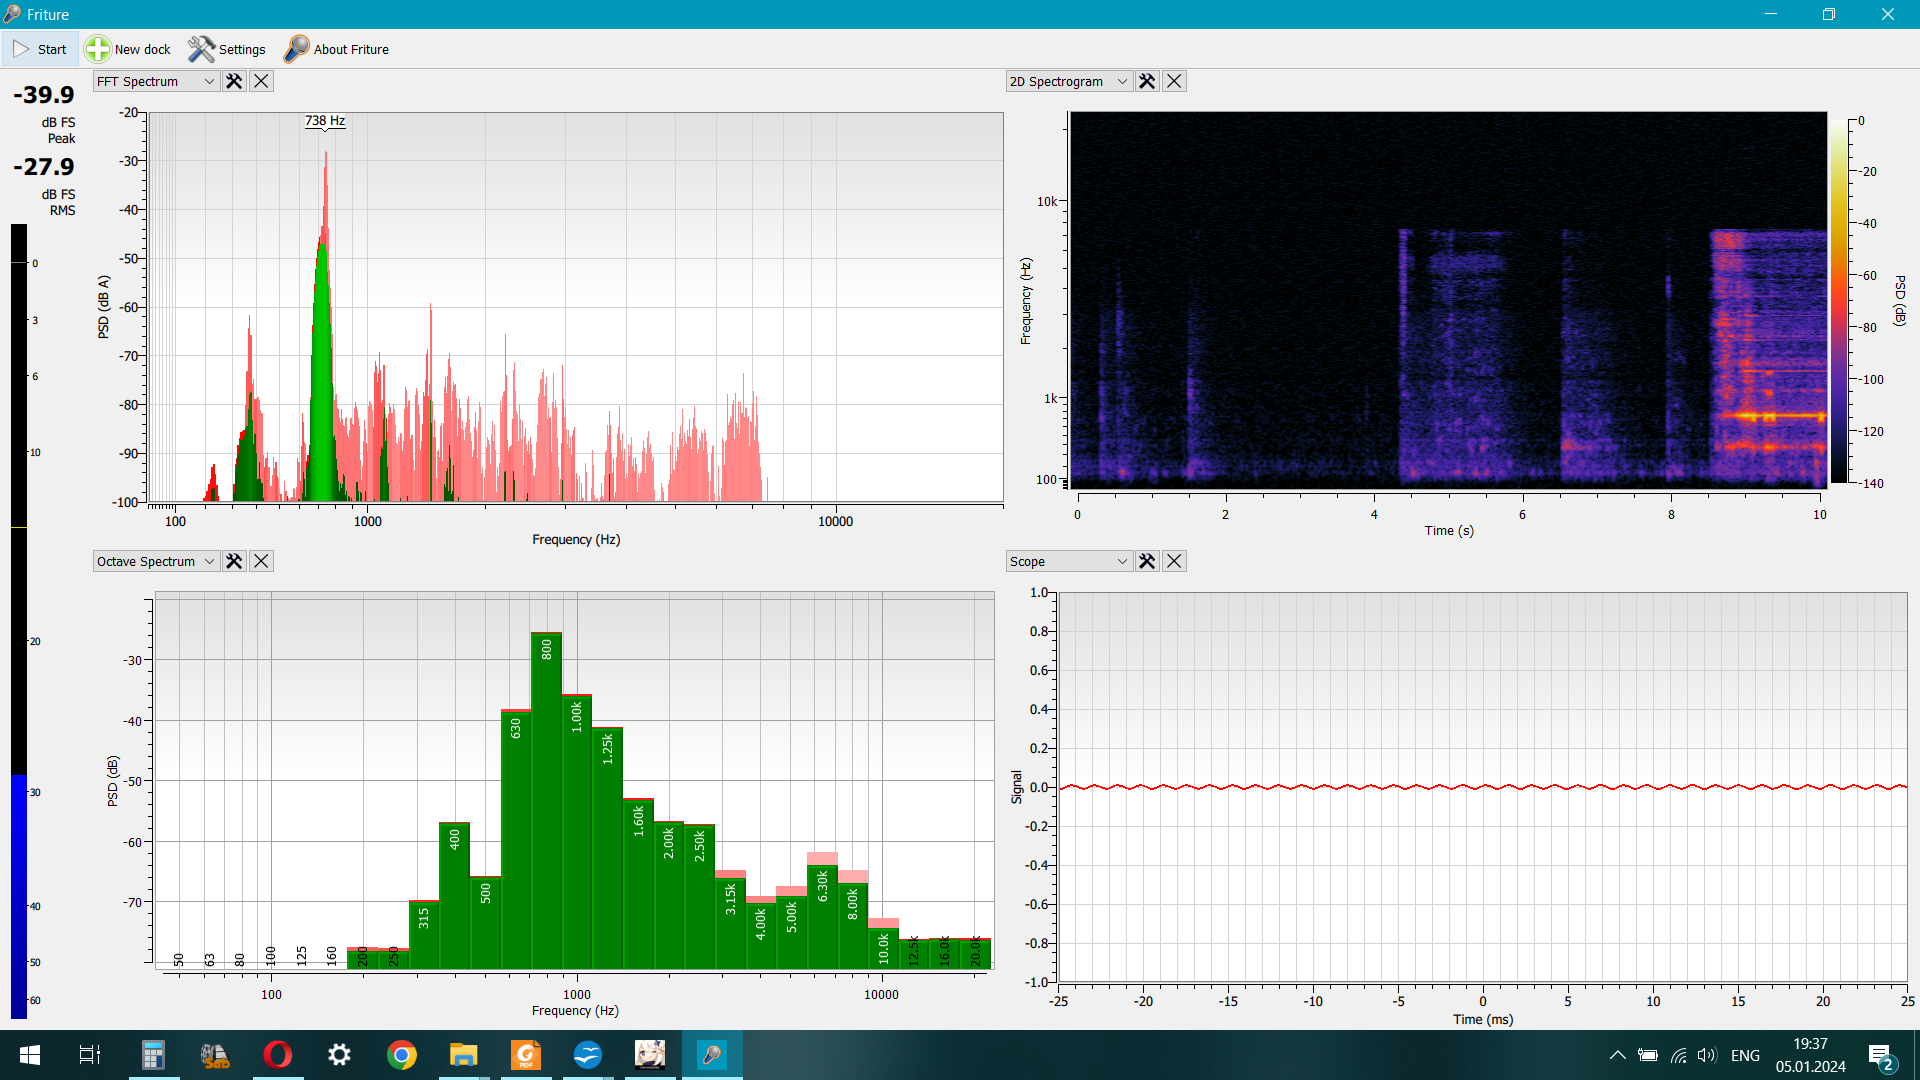 Friture
Start
New dock
Settings
About Friture
-39.9
dB FS
Peak
-27.9
dB FS
RMS
0
3
6
10
20
30
40
50
60
FFT Spectrum
738 Hz
-20
-30
-40
-50
-60
-70
-80
-90
-100
PSD (dB A)
100
1000
10000
Frequency (Hz)
2D Spectrogram
10k
1k
100
Frequency (Hz)
0
2
4
6
8
10
Time (s)
0
-20
-40
-60
-80
-100
-120
-140
PSD (dB)
Octave Spectrum
-30
-40
-50
-60
-70
PSD (dB)
50
63
80
100
125
160
200
250
315
400
500
630
800
1.00k
1.25k
1.60k
2.00k
2.50k
3.15k
4.00k
5.00k
6.30k
8.00k
10.0k
12.5k
16.0k
20.0k
100
1000
10000
Frequency (Hz)
Scope
1.0
0.8
0.6
0.4
0.2
0.0
-0.2
-0.4
-0.6
-0.8
-1.0
Signal
-25
-20
-15
-10
-5
0
5
10
15
20
25
Time (ms)
PDF
ENG
19:37
05.01.2024
2